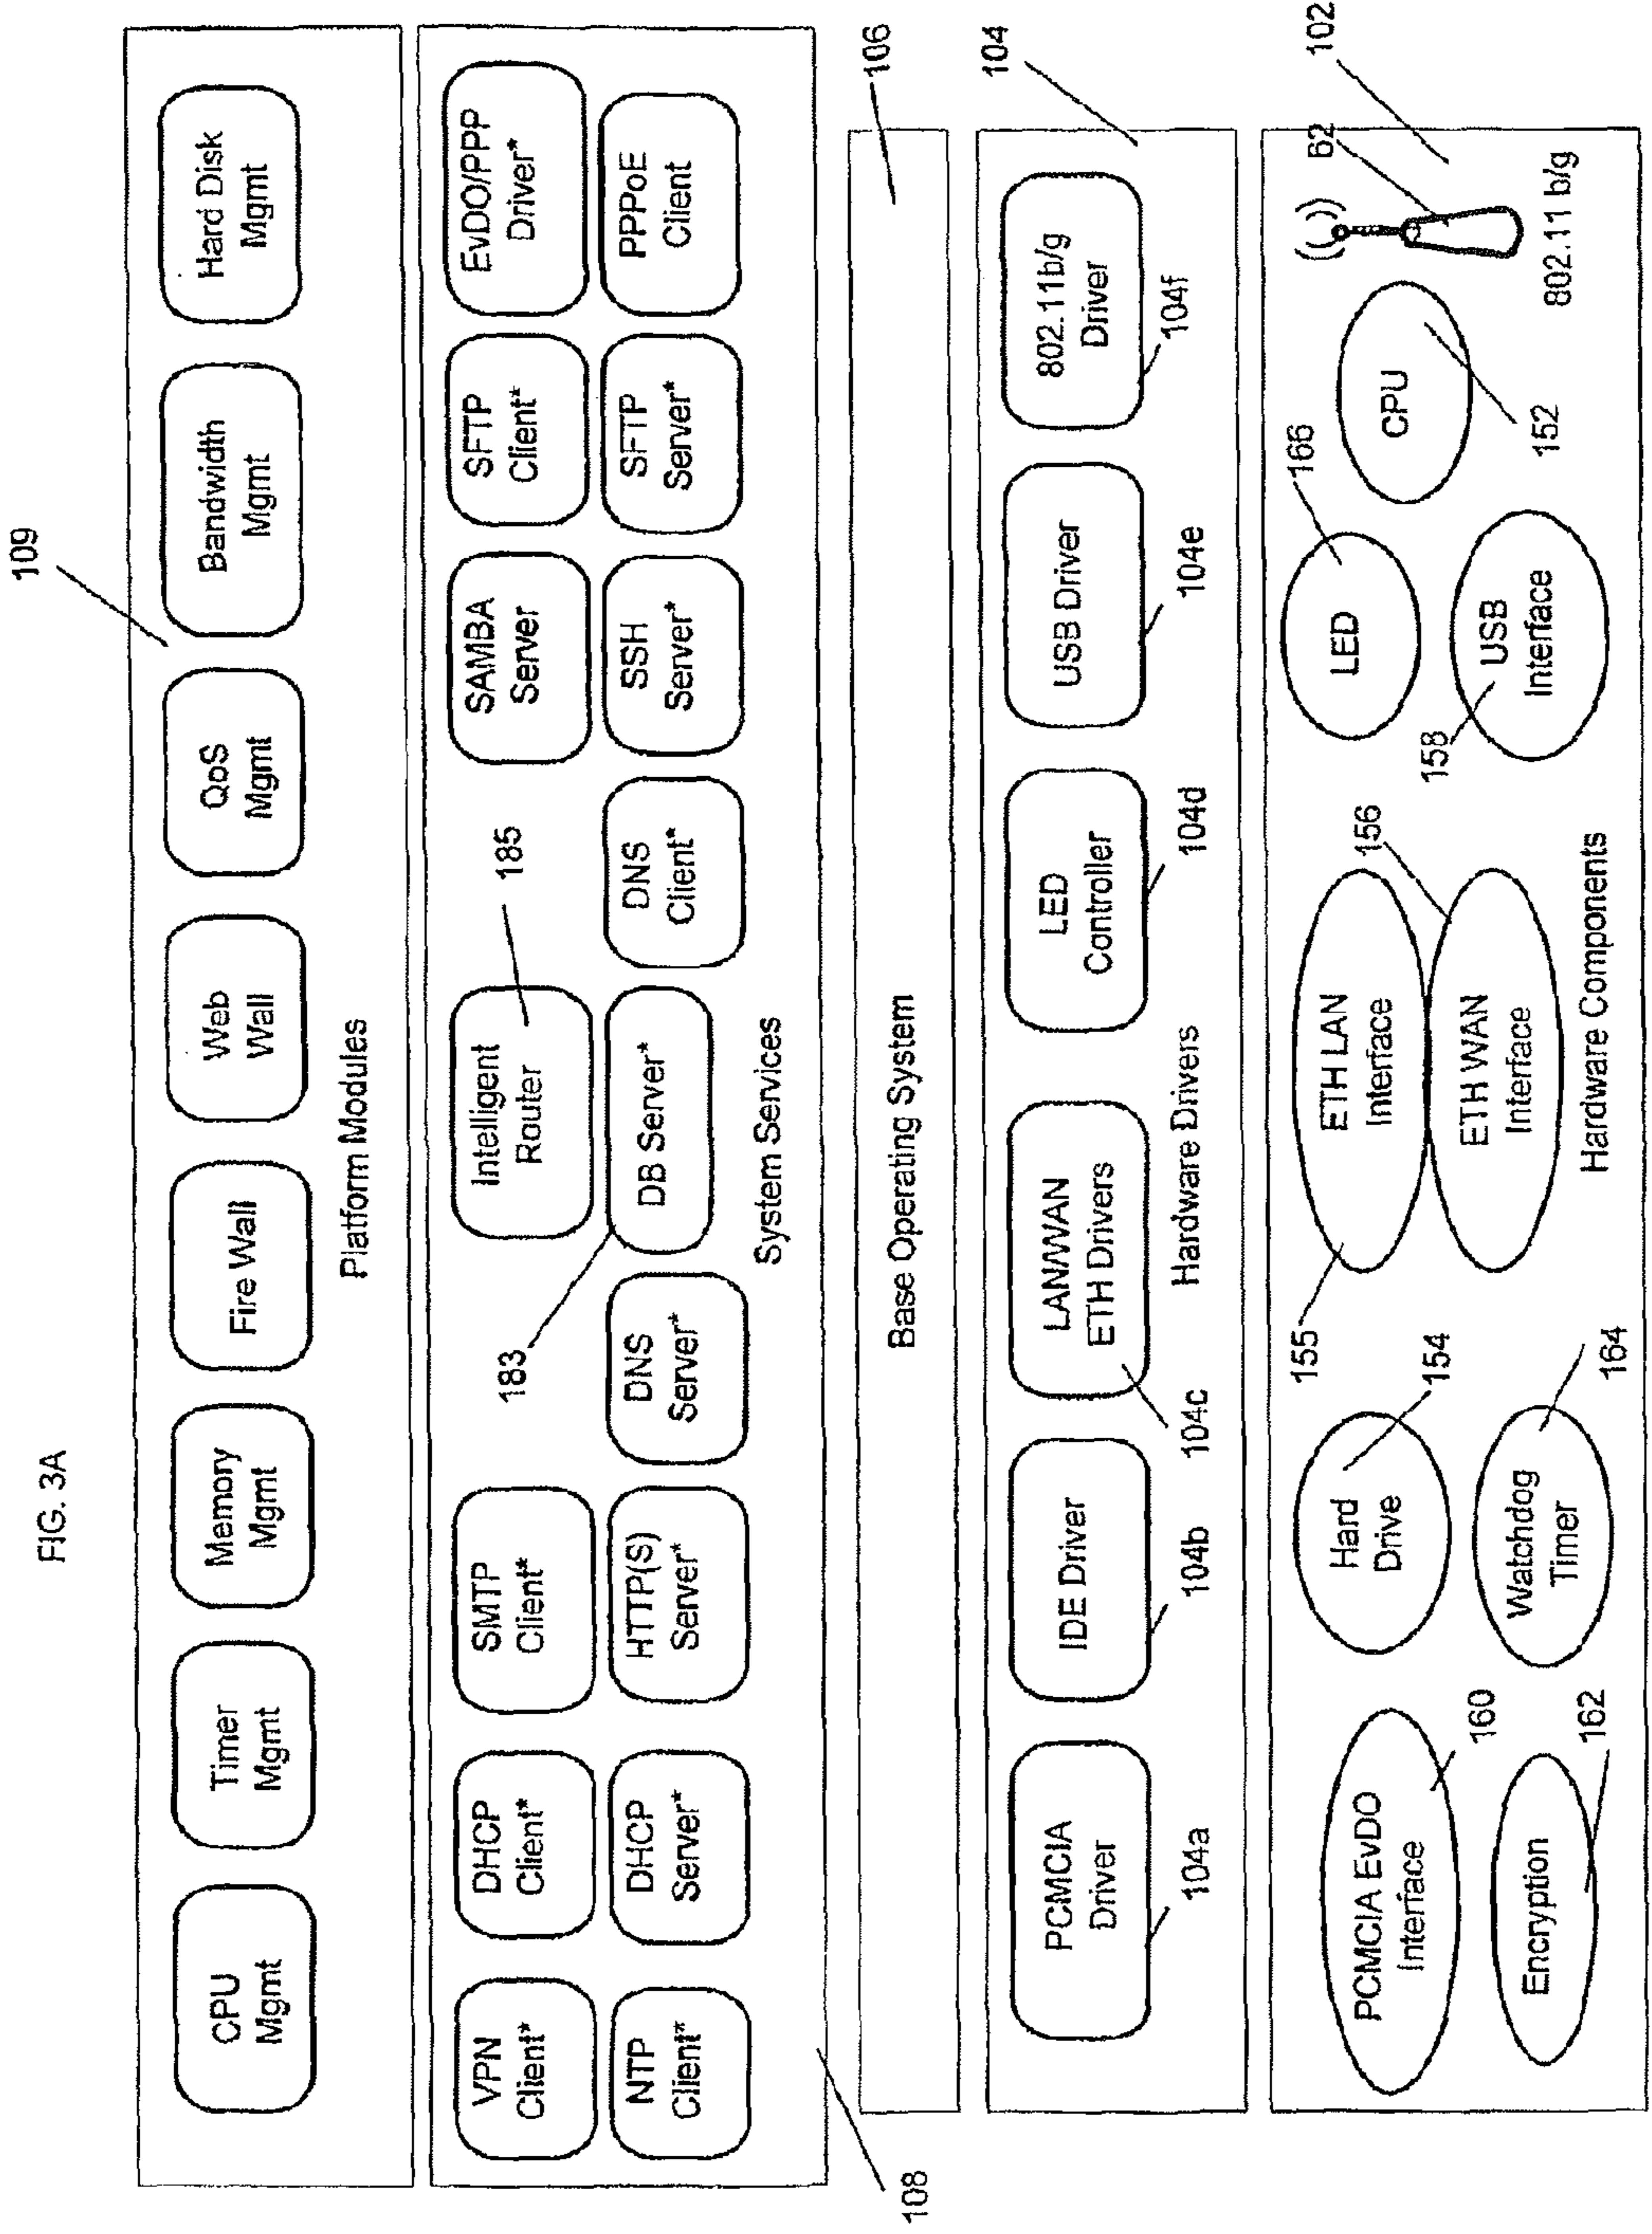 FIG. 3A
109
CPU
Mgmt
Timer
Mgmt
Memory
Mgmt
Fire Wall
Web
Wall
QoS
Mgmt
Bandwidth
Mgmt
Hard Disk
Mgmt
Platform Modules
VPN
Client*
DHCP
Client*
SMTP
Client*
Intelligent
Router
185
SAMBA
Server
SFTP
Client*
EvDO/PPP
Driver*
183
NTP
Client*
DHCP
Server*
HTTP(S)
Server*
DNS
Server*
DB Server*
DNS
Client*
SSH
Server*
SFTP
Server*
PPPoE
Client
System Services
108
106
Base Operating System
104
PCMCIA
Driver
IDE Driver
LAN/WAN
ETH Drivers
LED
Controller
USB Driver
802.11b/g
Driver
104a
104b
104c
Hardware Drivers
104d
104e
104f
102
62
155
166
PCMCIA EvDO
Interface
Hard
Drive
ETH LAN
Interface
LED
CPU
160
154
156
158
152
Encryption
Watchdog
Timer
ETH WAN
Interface
USB
Interface
802.11 b/g
162
164
Hardware Components